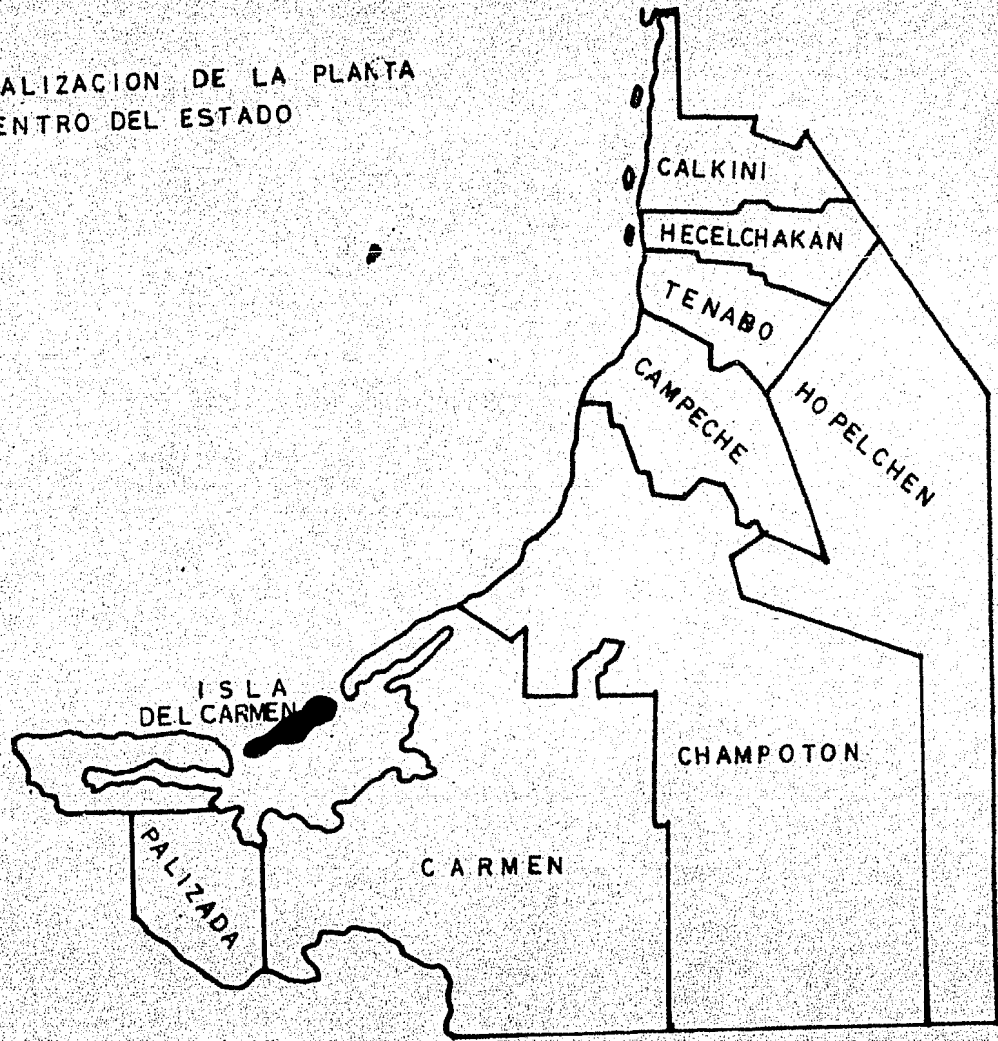 ALIZACION DE LA PLANTA
ENTRO DEL ESTADO
CALKINI
HECELCHAKAN
TENABO
CAMPECHE
HOPELCHEN
ISLA
DEL CARMEN
CHAMPOTON
CARMEN
PALIZADA